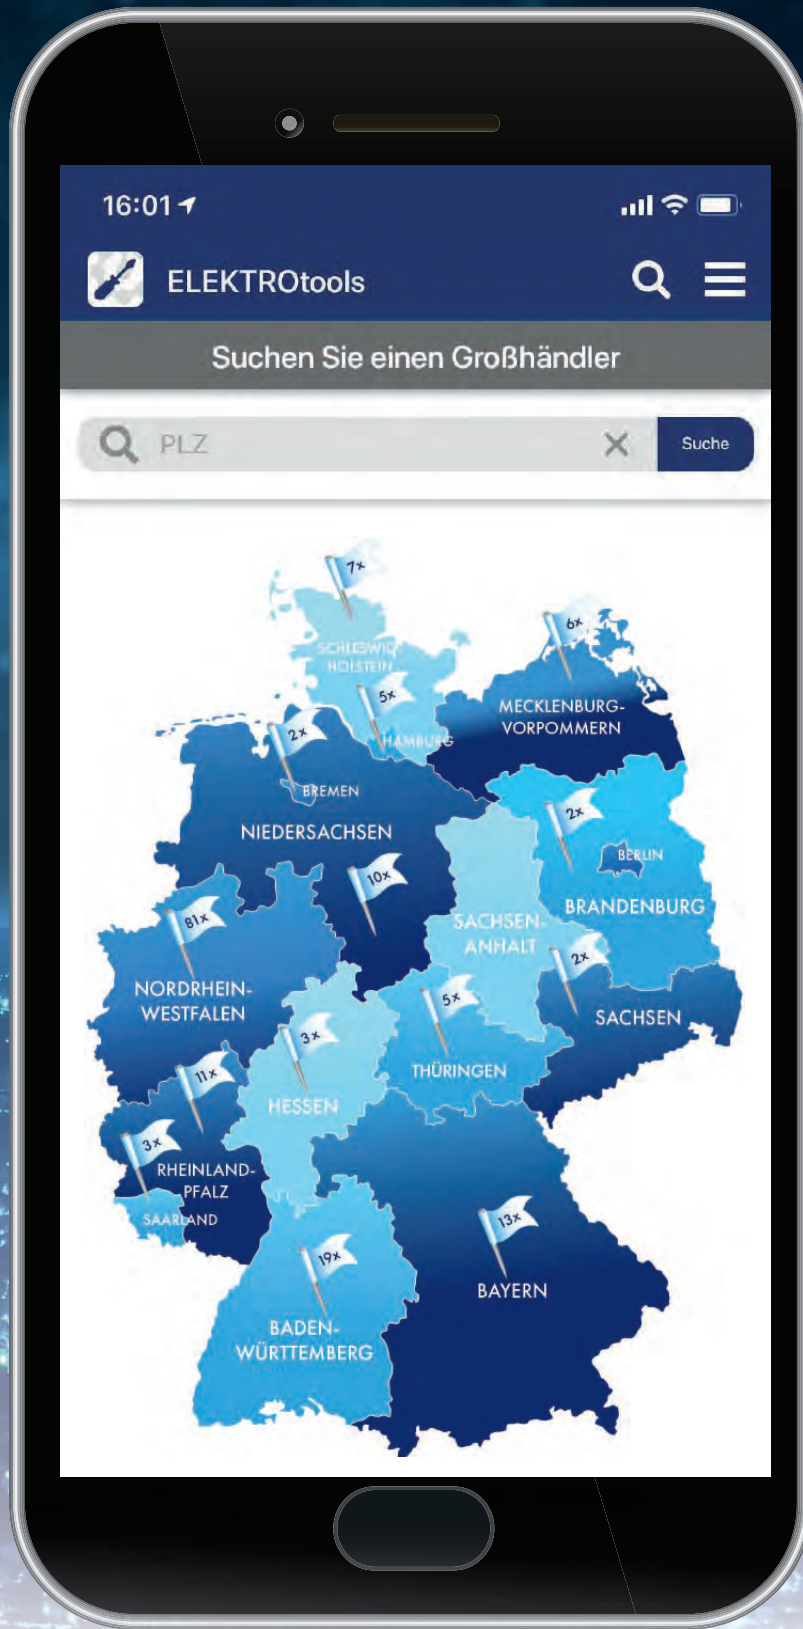 16:01
ELEKTROtools
Suchen Sie einen Großhändler
PLZ
Suche
7x
6x
SCHLESWIG-
HOLSTEIN
5x
MECKLENBURG-
VORPOMMERN
2x
HAMBURG
BREMEN
2x
NIEDERSACHSEN
BERLIN
10x
BRANDENBURG
81x
SACHSEN-
ANHALT
2x
NORDRHEIN-
WESTFALEN
5x
SACHSEN
3x
THÜRINGEN
11x
HESSEN
3x
RHEINLAND-
PFALZ
SAARLAND
13x
19x
BAYERN
BADEN-
WÜRTTEMBERG